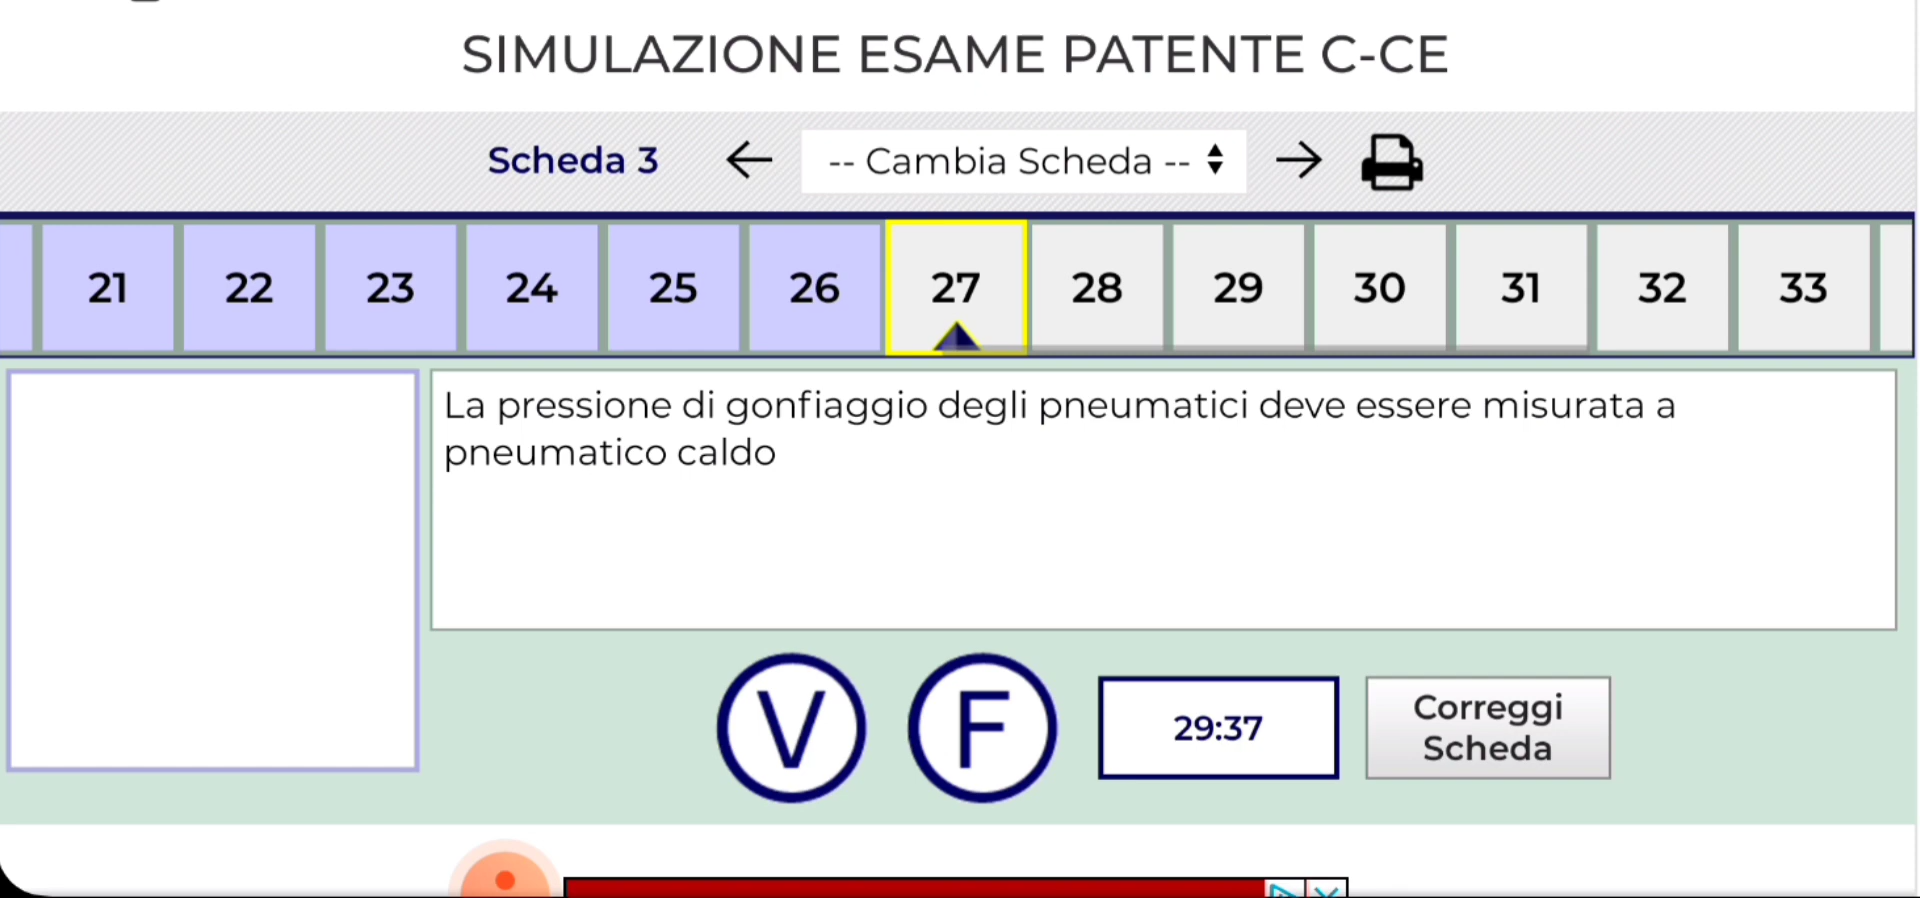 SIMULAZIONE ESAME PATENTE C-CE
Scheda 3
-- Cambia Scheda --
21 22 23 24 25 26 27 28 29 30 31 32 33
La pressione di gonfiaggio degli pneumatici deve essere misurata a
pneumatico caldo
V F
29:37
Correggi
Scheda